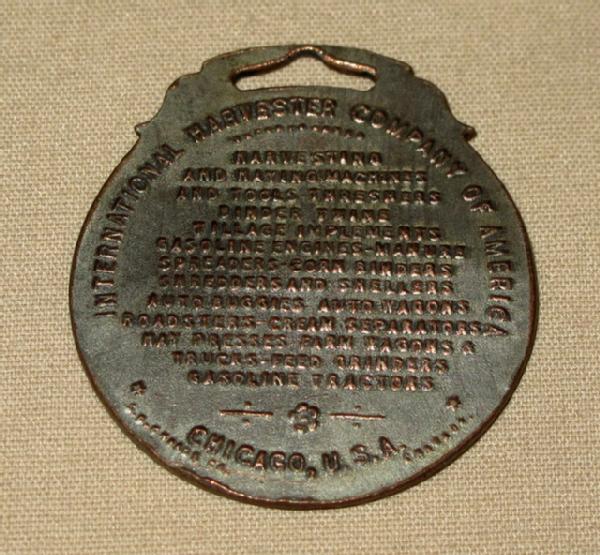 INTERNATIONAL HARVESTER COMPANY OF AMERICA
HARVESTING
AND HAYING MACHINES
AND TOOLS THRESHERS
BINDER TWINE
TILLAGE IMPLEMENTS
GASOLINE ENGINES-MANURE
SPREADERS-CORN BINDERS
SHREDDERS AND SHELLERS
AUTO BUGGIES AUTO WAGONS
ROADSTERS-CREAM SEPARATORS
HAY PRESSES FARM WAGONS &
TRUCKS-FEED GRINDERS
GASOLINE TRACTORS
CHICAGO, U.S.A.